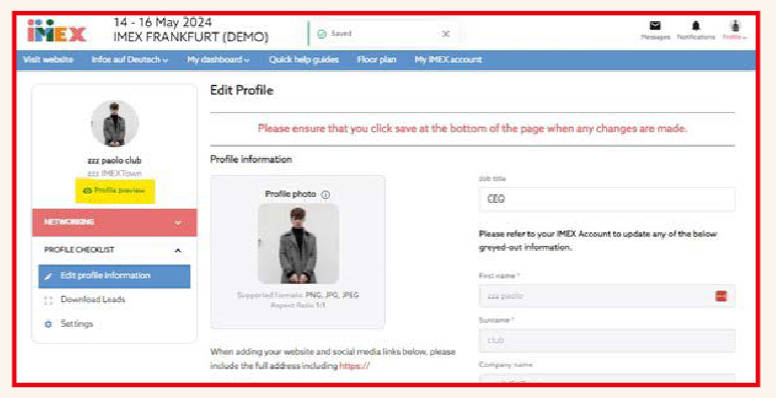 IMEX
14 - 16 May 2024
IMEX FRANKFURT (DEMO)
Saved
Messages
Notifications
Profile
Visit website
Infos auf Deutsch
My dashboard
Quick help guides
Floor plan
My IMEX account
zzz paolo club
zzz IMEXTown
Profile preview
NETWORKING
PROFILE CHECKLIST
Edit profile information
Download Leads
Settings
Edit Profile
Please ensure that you click save at the bottom of the page when any changes are made.
Profile information
Profile photo
Supported formats: PNG, JPG, JPEG
Aspect Ratio 1:1
When adding your website and social media links below, please
include the full address including https://
Job title
CEO
Please refer to your IMEX Account to update any of the below
greyed-out information.
First name *
zzz paolo
Surname *
club
Company name